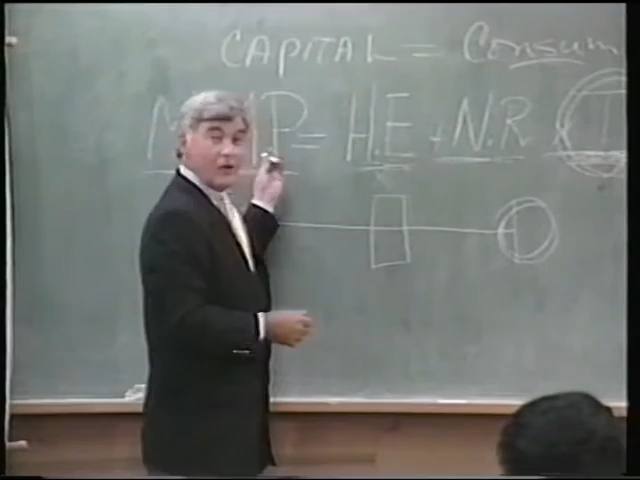 CAPITAL = Consum
P = H.E + N.R X T